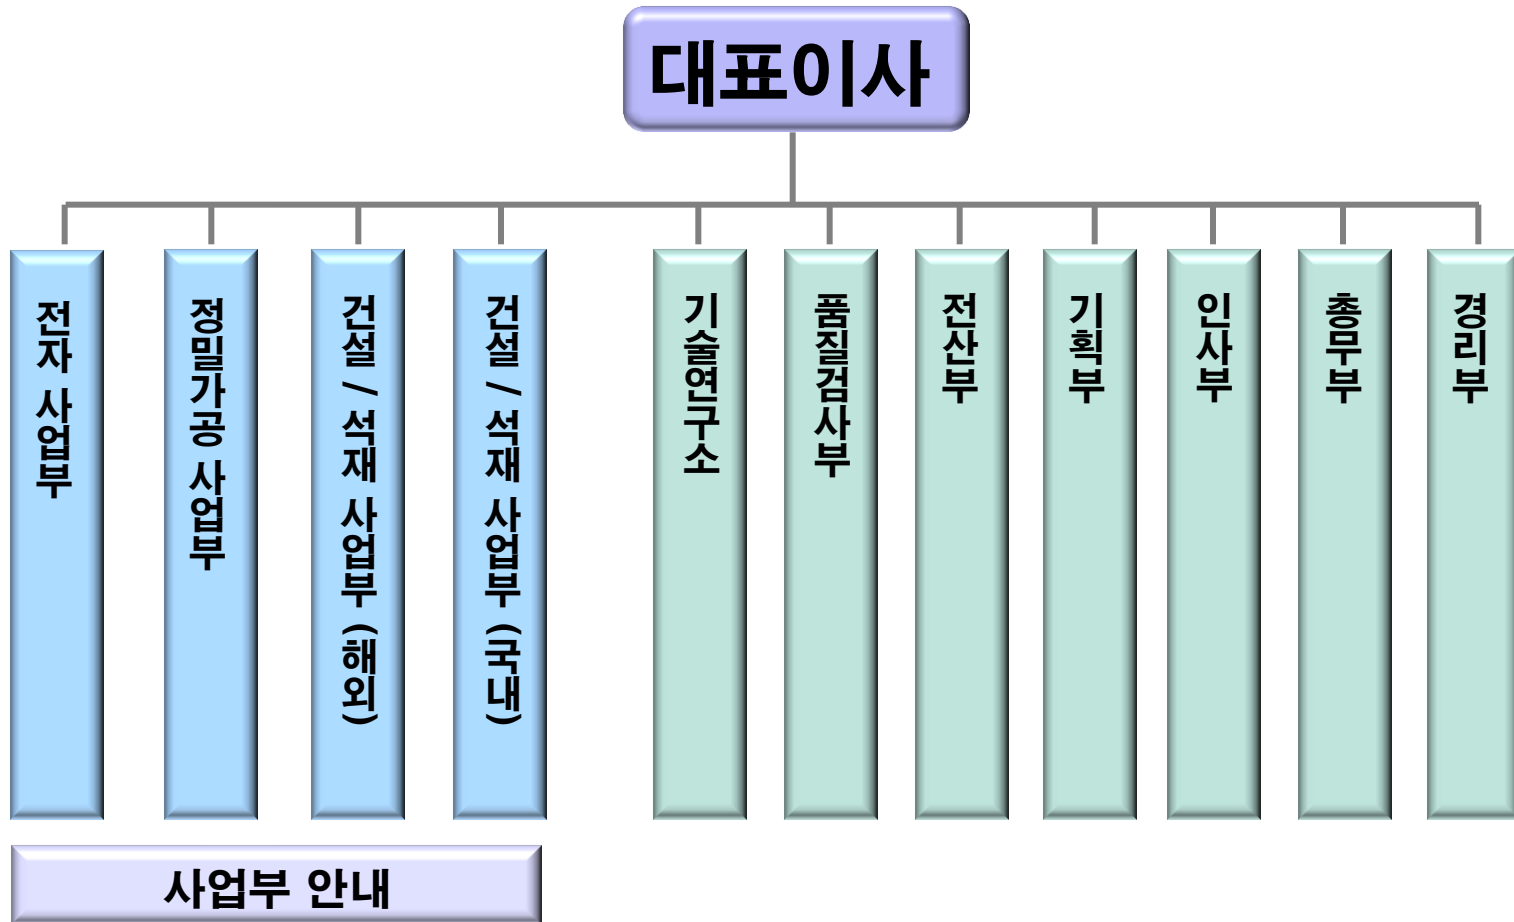 대표이사
전자 사업부
정밀가공 사업부
건설 / 석재 사업부 (해외)
건설 / 석재 사업부 (국내)
기술연구소
품질검사부
전산부
기획부
인사부
총무부
경리부
사업부 안내